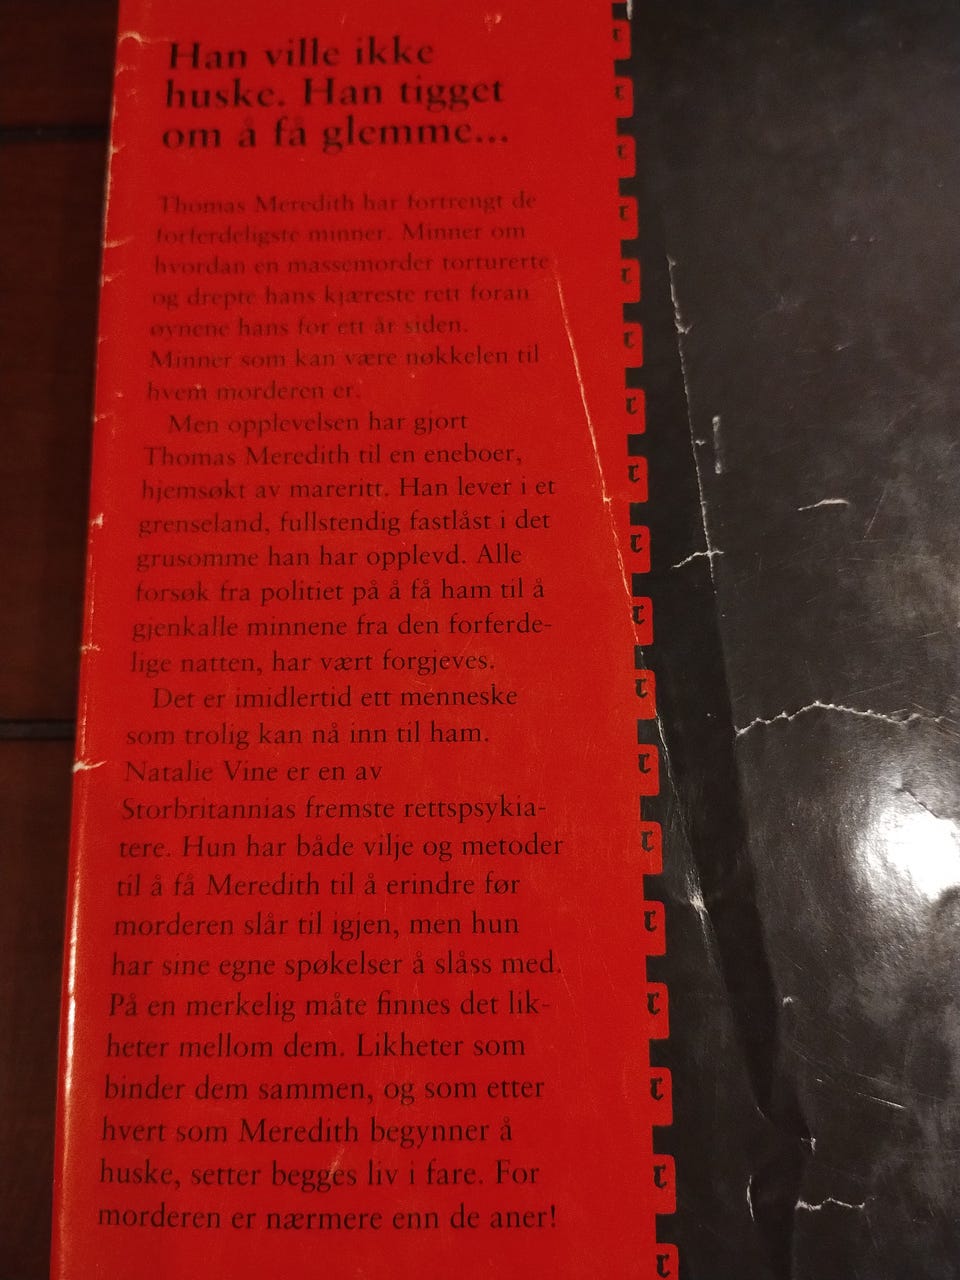 Han ville ikke
huske. Han tigget
om å få glemme...
Thomas Meredith har fortrengt de
forferdeligste minner. Minner om
hvordan en massemorder torturerte
og drepte hans kjæreste rett foran
øynene hans for ett år siden.
Minner som kan være nøkkelen til
hvem morderen er.
Men opplevelsen har gjort
Thomas Meredith til en eneboer,
hjemsøkt av mareritt. Han lever i et
grenseland, fullstendig fastlåst i det
grusomme han har opplevd. Alle
forsøk fra politiet på å få ham til å
gjenkalle minnene fra den forferde-
lige natten, har vært forgjeves.
Det er imidlertid ett menneske
som trolig kan nå inn til ham.
Natalie Vine er en av
Storbritannias fremste rettspsykia-
tere. Hun har både vilje og metoder
til å få Meredith til å erindre før
morderen slår til igjen, men hun
har sine egne spøkelser å slåss med.
På en merkelig måte finnes det lik-
heter mellom dem. Likheter som
binder dem sammen, og som etter
hvert som Meredith begynner å
huske, setter begges liv i fare. For
morderen er nærmere enn de aner!